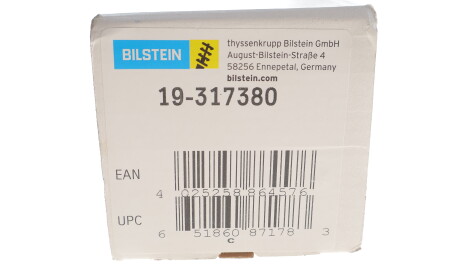 BILSTEIN
thyssenkrupp Bilstein GmbH
August-Bilstein-Straße 4
58256 Ennepetal, Germany
bilstein.com
19-317380
EAN
4 025258 864576
UPC
6 51860 87178 3
c